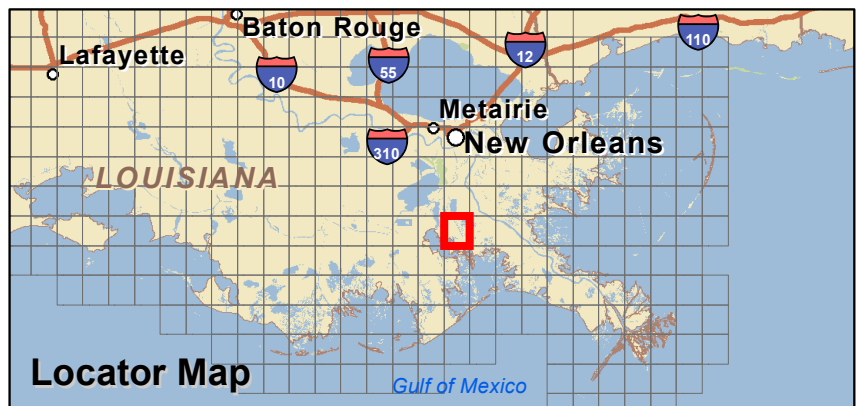 Baton Rouge
110
Lafayette
12
55
10
Metairie
New Orleans
310
LOUISIANA
Locator Map
Gulf of Mexico